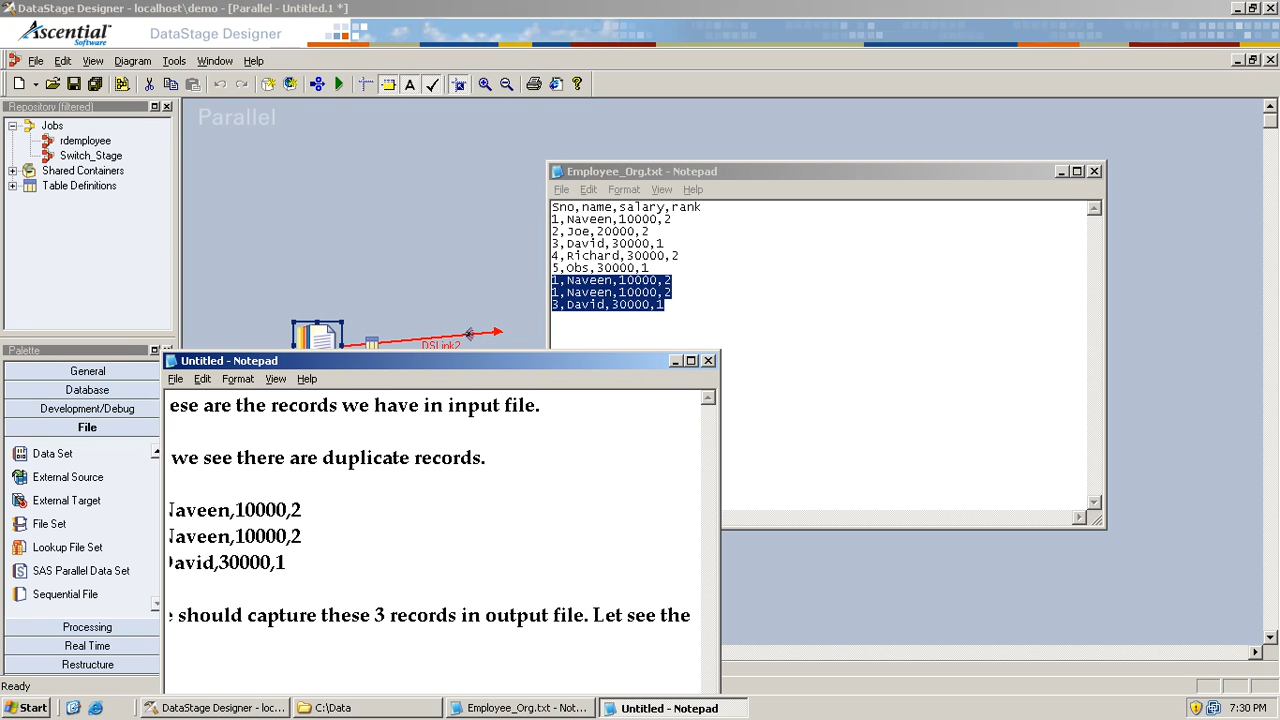 DataStage Designer - localhost\demo - [Parallel - Untitled.1 *]
Ascential Software
DataStage Designer
File Edit View Diagram Tools Window Help
Repository (filtered)
Jobs
rdemployee
Switch_Stage
Shared Containers
Table Definitions
Parallel
DSLink2
Employee_Org.txt - Notepad
File Edit Format View Help
Sno,name,salary,rank
1,Naveen,10000,2
2,Joe,20000,2
3,David,30000,1
4,Richard,30000,2
5,Obs,30000,1
1,Naveen,10000,2
1,Naveen,10000,2
3,David,30000,1
Palette
General
Database
Development/Debug
File
Data Set
External Source
External Target
File Set
Lookup File Set
SAS Parallel Data Set
Sequential File
Processing
Real Time
Restructure
Untitled - Notepad
File Edit Format View Help
ese are the records we have in input file.
we see there are duplicate records.
Naveen,10000,2
Naveen,10000,2
David,30000,1
should capture these 3 records in output file. Let see the
Ready
Start
DataStage Designer - loc...
C:\Data
Employee_Org.txt - Not...
Untitled - Notepad
7:30 PM